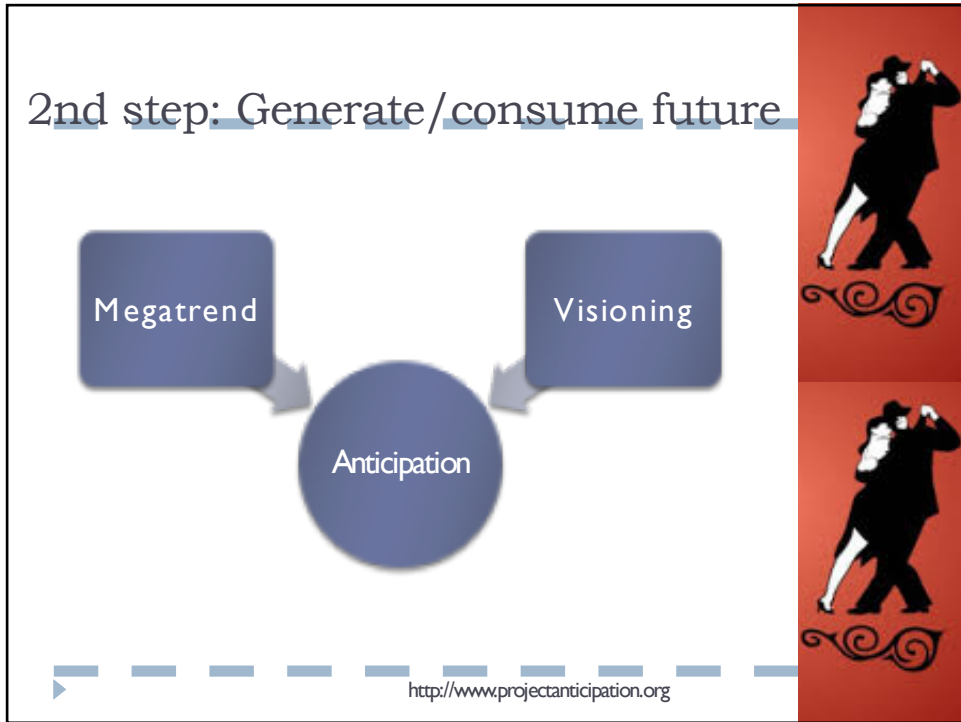 2nd step: Generate/consume future
Megatrend
Visioning
Anticipation
http://www.projectanticipation.org